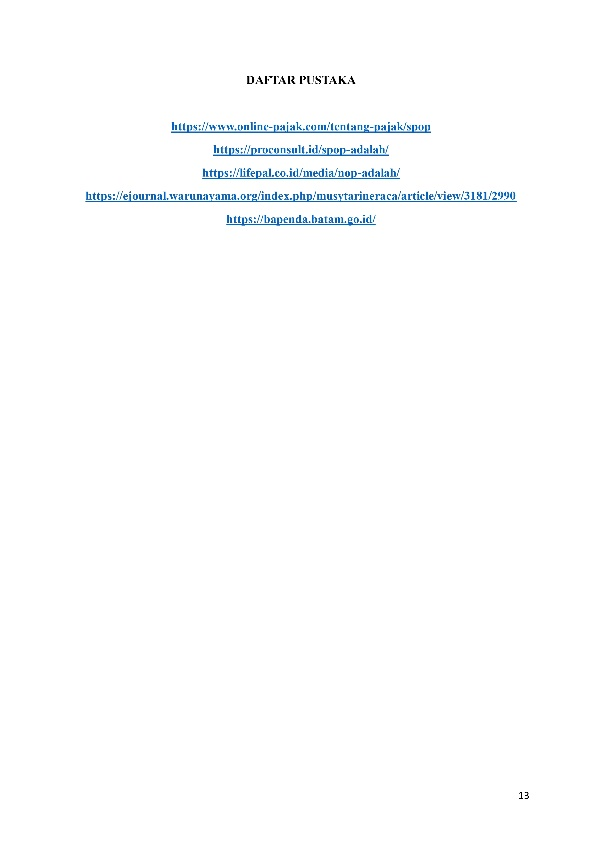 DAFTAR PUSTAKA
https://www.online-pajak.com/tentang-pajak/spop
https://proconsult.id/spop-adalah/
https://lifepal.co.id/media/nop-adalah/
https://ejournal.warunayama.org/index.php/musytarineraca/article/view/3181/2990
https://bapenda.batam.go.id/
13